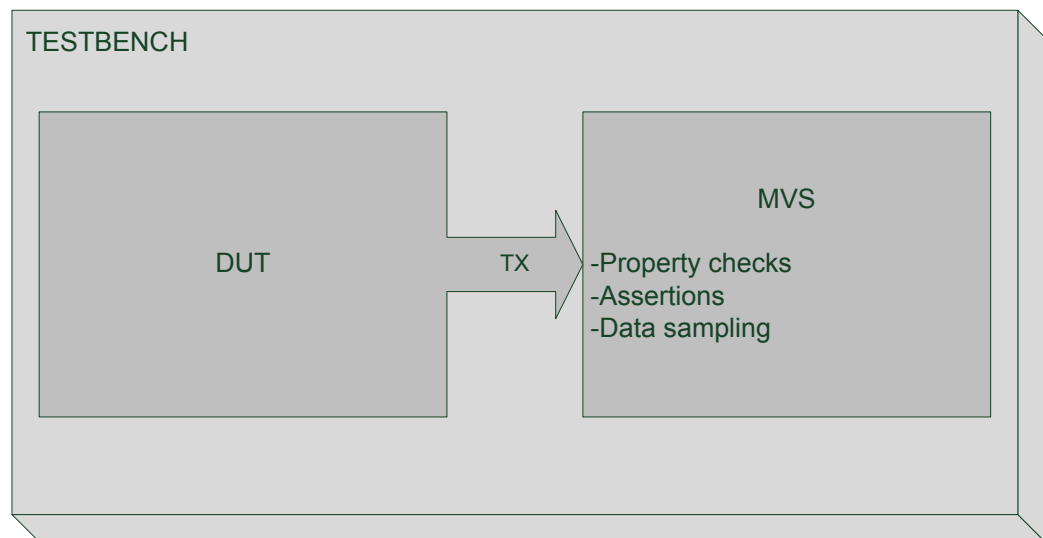 TESTBENCH
DUT
TX
MVS
-Property checks
-Assertions
-Data sampling